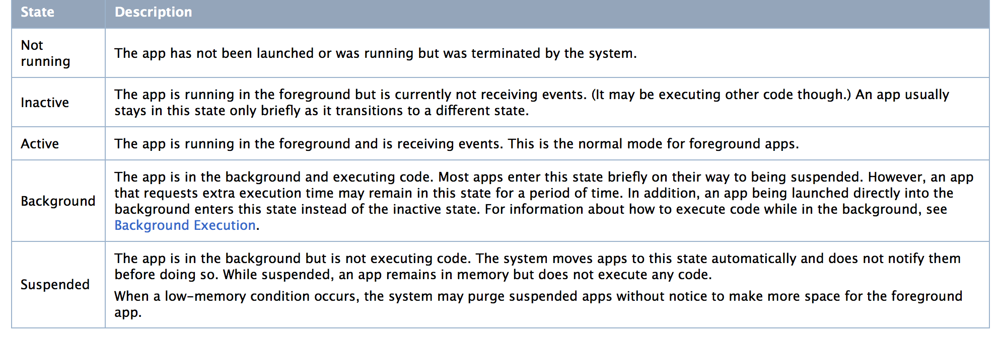 State
Description
Not
running
The app has not been launched or was running but was terminated by the system.
Inactive
The app is running in the foreground but is currently not receiving events. (It may be executing other code though.) An app usually
stays in this state only briefly as it transitions to a different state.
Active
The app is running in the foreground and is receiving events. This is the normal mode for foreground apps.
Background
The app is in the background and executing code. Most apps enter this state briefly on their way to being suspended. However, an app
that requests extra execution time may remain in this state for a period of time. In addition, an app being launched directly into the
background enters this state instead of the inactive state. For information about how to execute code while in the background, see
Background Execution.
Suspended
The app is in the background but is not executing code. The system moves apps to this state automatically and does not notify them
before doing so. While suspended, an app remains in memory but does not execute any code.
When a low-memory condition occurs, the system may purge suspended apps without notice to make more space for the foreground
app.